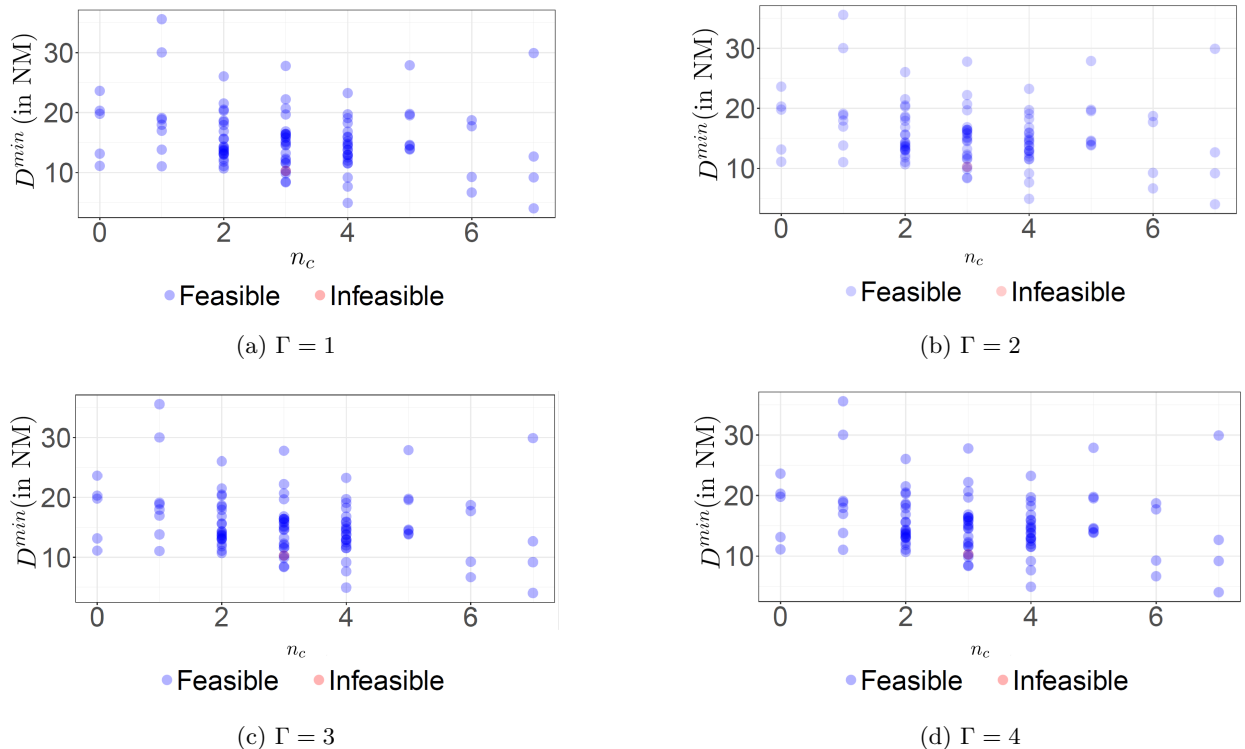 30
20
10
D^{min}(in NM)
0 2 4 6
n_c
Feasible Infeasible
(a) Γ = 1
30
20
10
D^{min}(in NM)
0 2 4 6
n_c
Feasible Infeasible
(b) Γ = 2
30
20
10
D^{min}(in NM)
0 2 4 6
n_c
Feasible Infeasible
(c) Γ = 3
30
20
10
D^{min}(in NM)
0 2 4 6
n_c
Feasible Infeasible
(d) Γ = 4